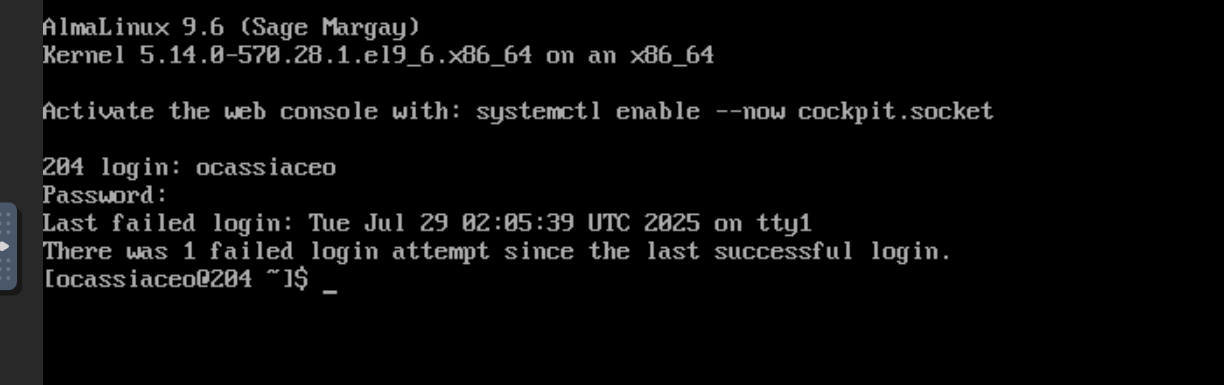 AlmaLinux 9.6 (Sage Margay)
Kernel 5.14.0-570.28.1.el9_6.x86_64 on an x86_64
Activate the web console with: systemctl enable --now cockpit.socket
204 login: ocassiaceo
Password:
Last failed login: Tue Jul 29 02:05:39 UTC 2025 on tty1
There was 1 failed login attempt since the last successful login.
[ocassiaceo@204 ~]$ _